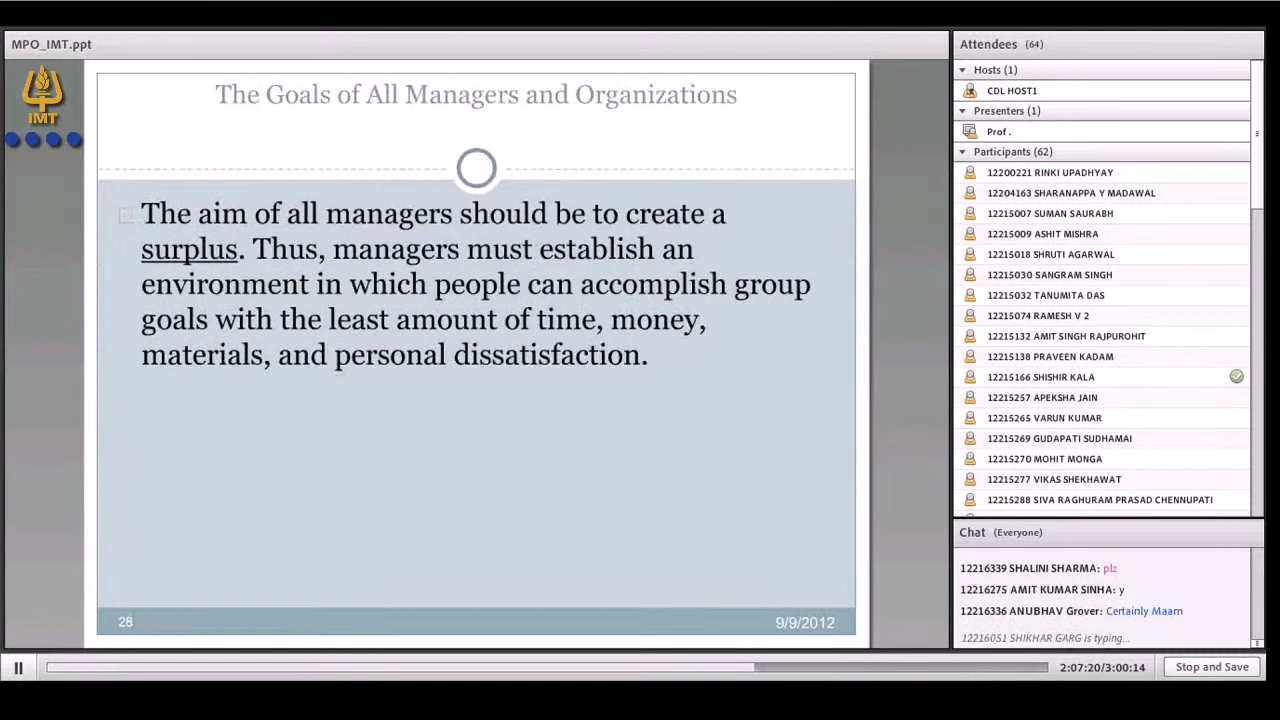 MPO_IMT.ppt
IMT
The Goals of All Managers and Organizations
The aim of all managers should be to create a
surplus. Thus, managers must establish an
environment in which people can accomplish group
goals with the least amount of time, money,
materials, and personal dissatisfaction.
28
9/9/2012
Attendees (64)
Hosts (1)
CDL HOST1
Presenters (1)
Prof .
Participants (62)
12200221 RINKI UPADHYAY
12204163 SHARANAPPA Y MADAWAL
12215007 SUMAN SAURABH
12215009 ASHIT MISHRA
12215018 SHRUTI AGARWAL
12215030 SANGRAM SINGH
12215032 TANUMITA DAS
12215074 RAMESH V 2
12215132 AMIT SINGH RAJPUROHIT
12215138 PRAVEEN KADAM
12215166 SHISHIR KALA
12215257 APEKSHA JAIN
12215265 VARUN KUMAR
12215269 GUDAPATI SUDHAMAI
12215270 MOHIT MONGA
12215277 VIKAS SHEKHAWAT
12215288 SIVA RAGHURAM PRASAD CHENNUPATI
Chat (Everyone)
12216339 SHALINI SHARMA: plz
12216275 AMIT KUMAR SINHA: y
12216336 ANUBHAV Grover: Certainly Maam
12216051 SHIKHAR GARG is typing...
2:07:20/3:00:14
Stop and Save